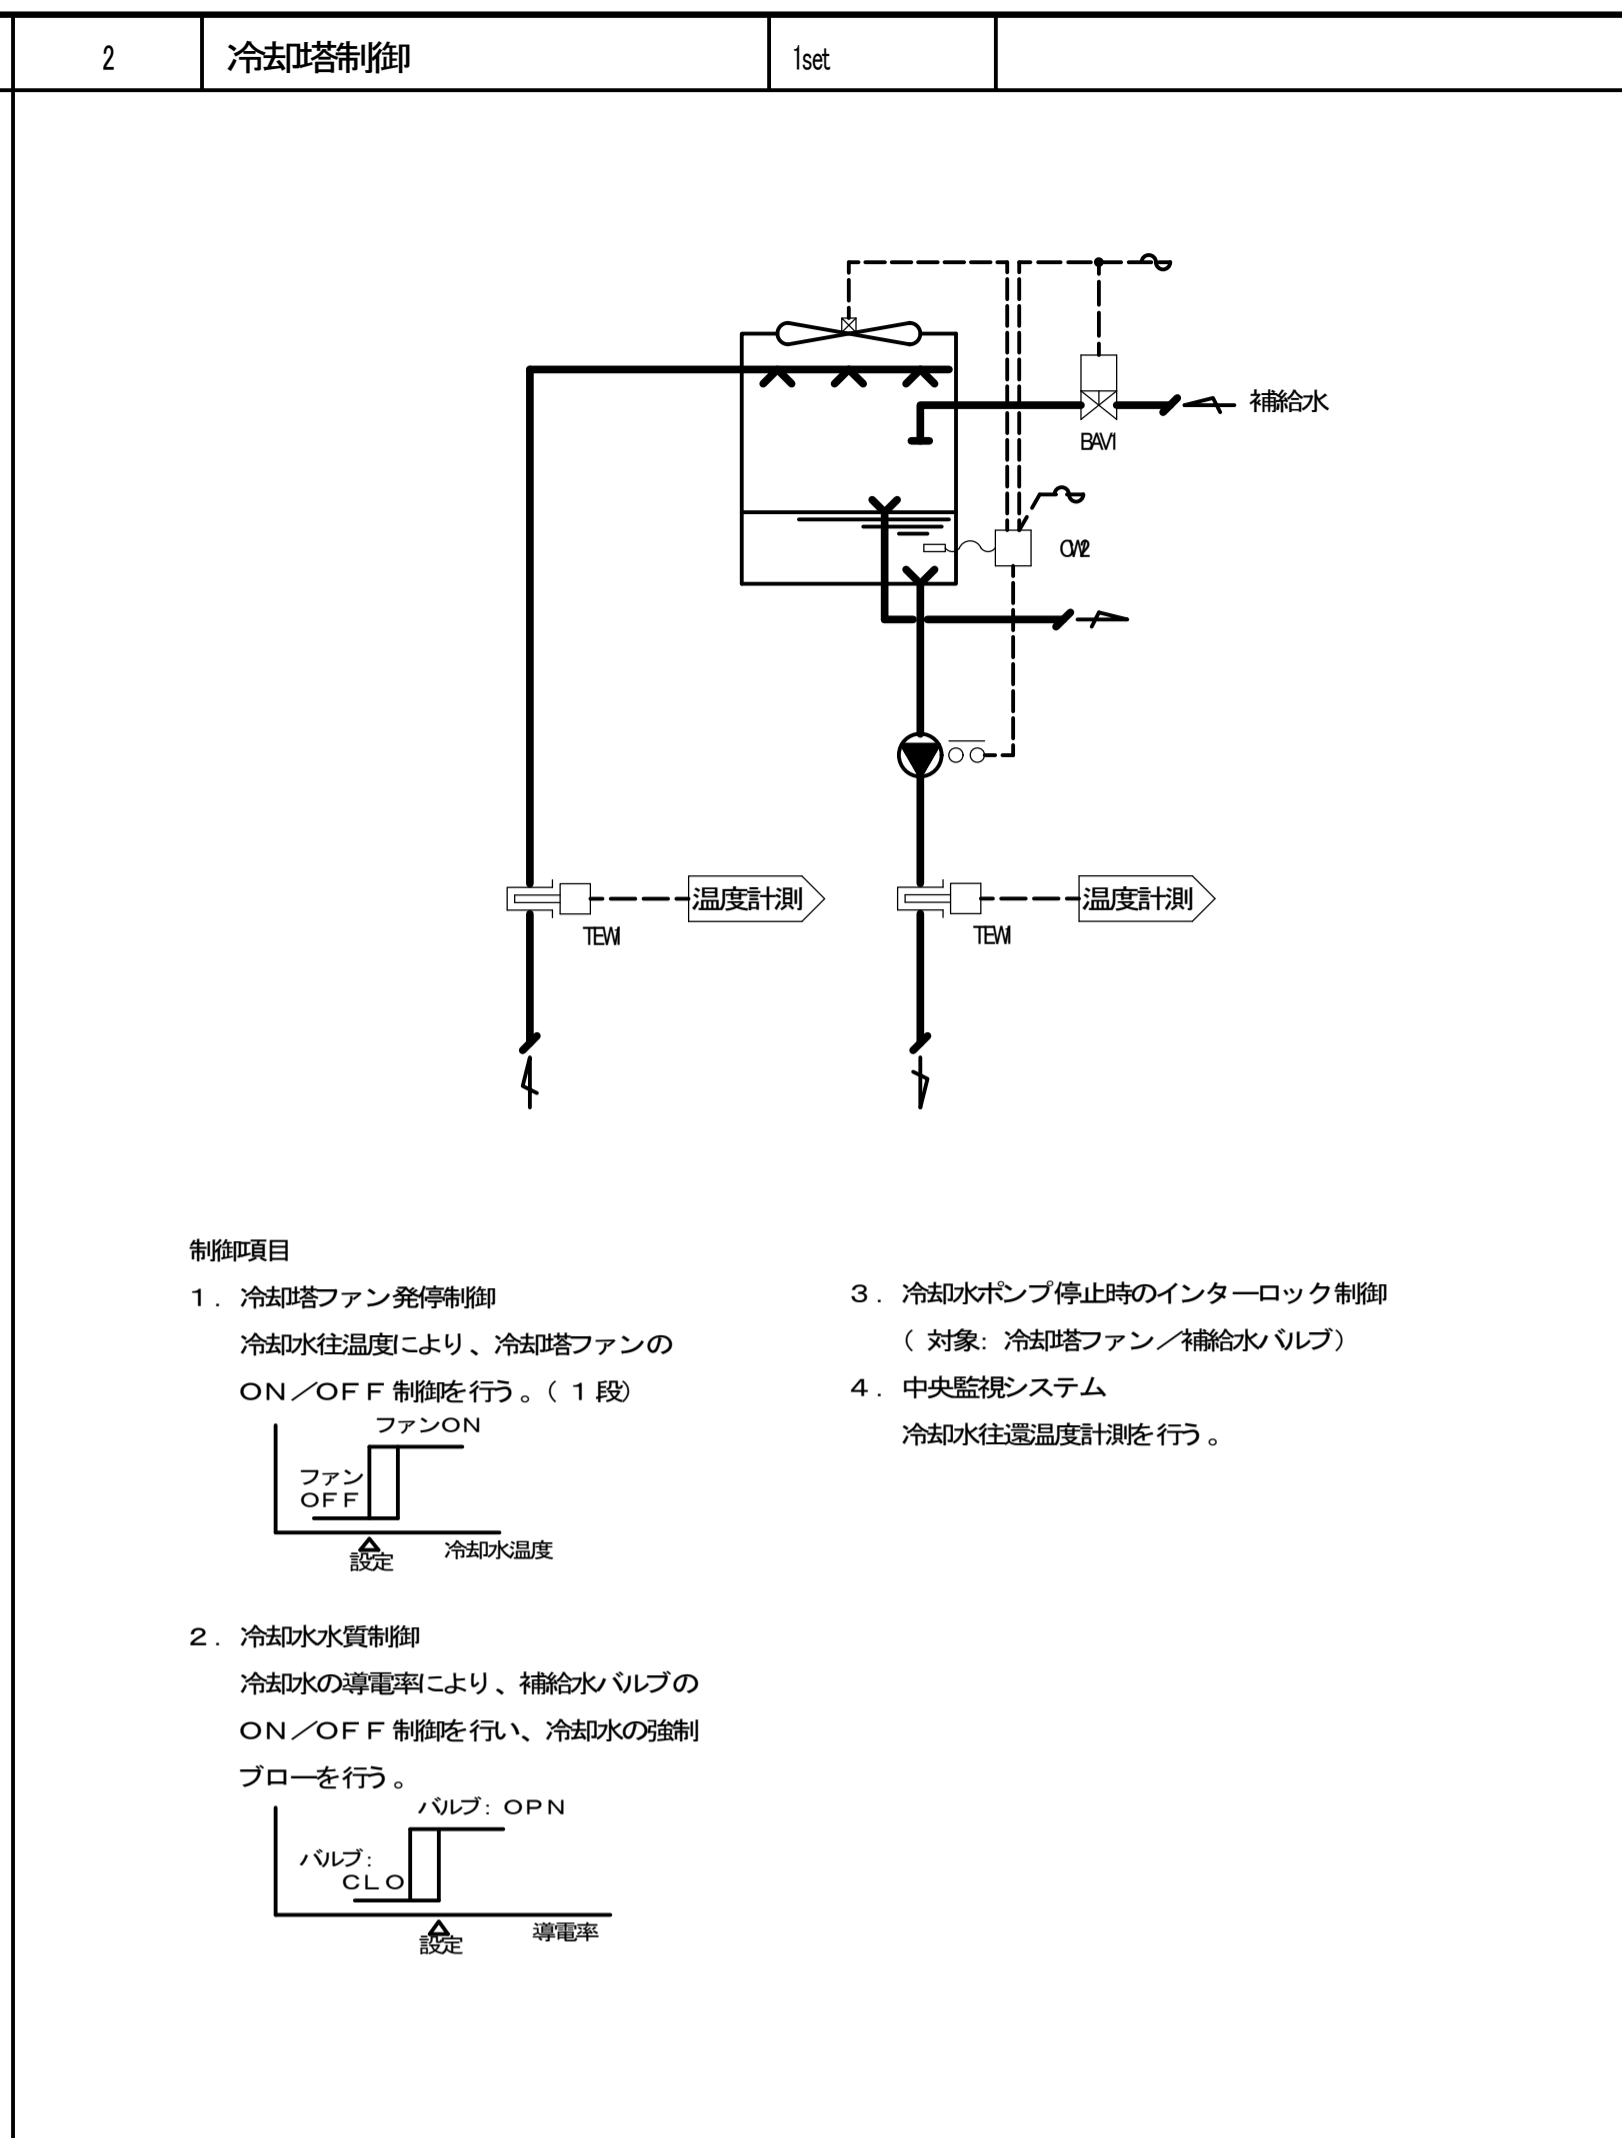 2 冷却塔制御 1set
補給水
BAV1
CW2
温度計測 温度計測
TEW1 TEW1
制御項目
1．冷却塔ファン発停制御
冷却水往温度により、冷却塔ファンの
ON／OFF制御を行う。（1段）
ファンON
ファン
OFF
設定
冷却水温度
2．冷却水水質制御
冷却水の導電率により、補給水バルブの
ON／OFF制御を行い、冷却水の強制
ブローを行う。
バルブ：OPN
バルブ：
CLO
設定
導電率
3．冷却水ポンプ停止時のインターロック制御
（対象：冷却塔ファン／補給水バルブ）
4．中央監視システム
冷却水往還温度計測を行う。